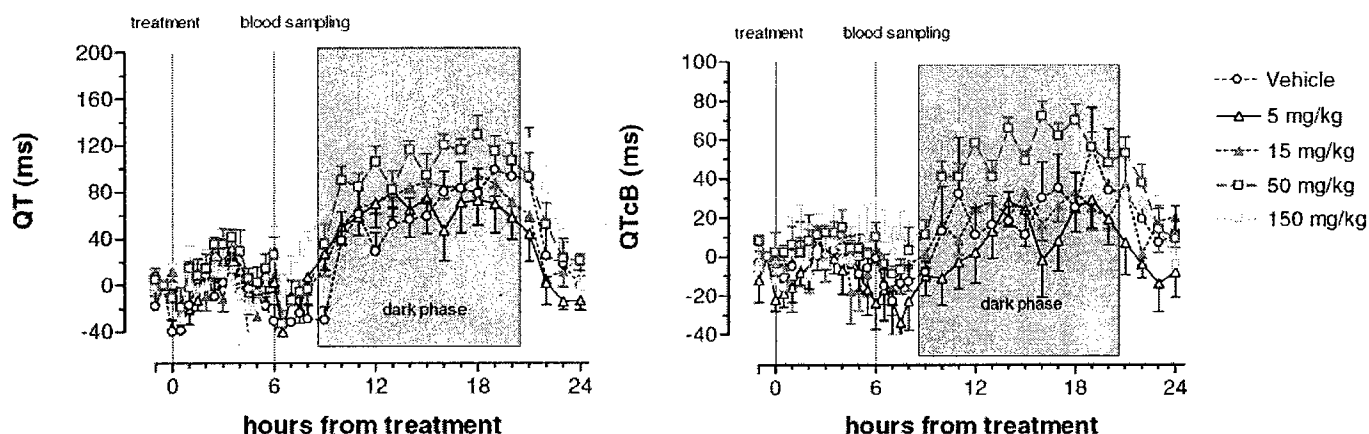 treatment blood sampling
200
160
120
80
40
0
-40
QT (ms)
dark phase
0 6 12 18 24
hours from treatment
treatment blood sampling
100
80
60
40
20
0
-20
-40
QTcB (ms)
dark phase
0 6 12 18 24
hours from treatment
Vehicle
5 mg/kg
15 mg/kg
50 mg/kg
150 mg/kg